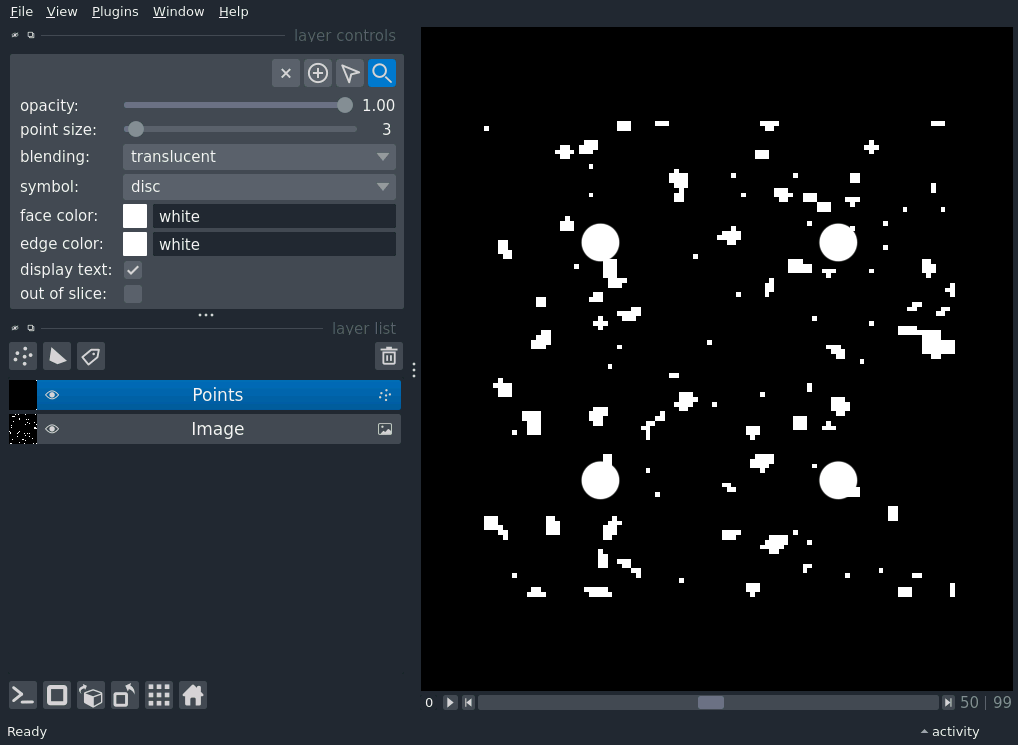 File View Plugins Window Help
layer controls
opacity: 1.00
point size: 3
blending: translucent
symbol: disc
face color: white
edge color: white
display text:
out of slice:
layer list
Points
Image
0 50 | 99
Ready activity